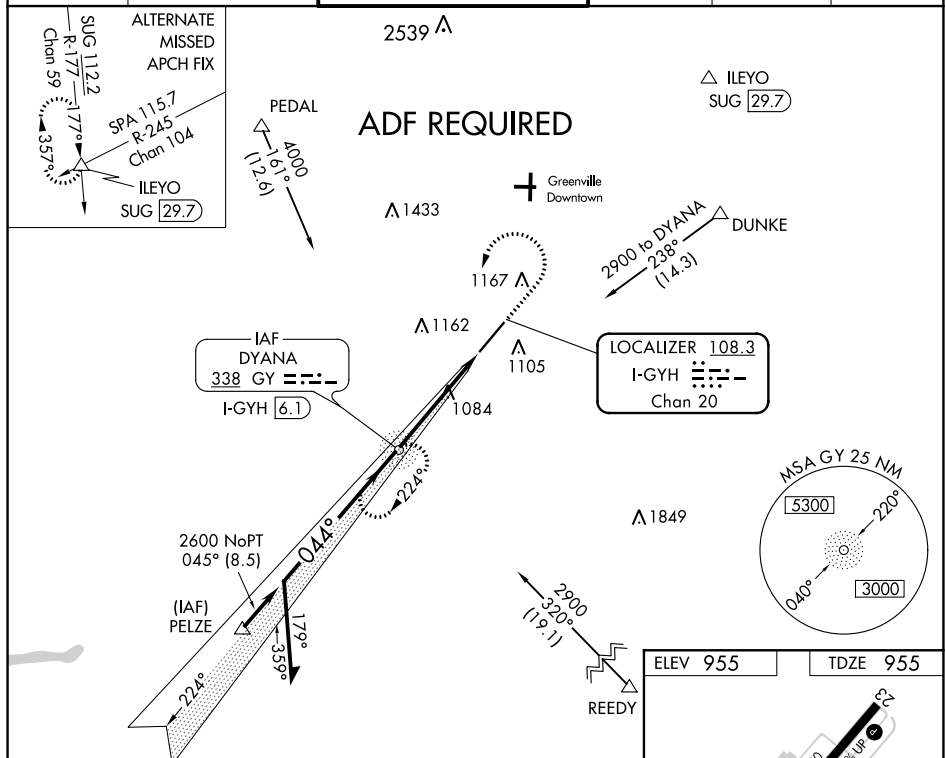 ALTERNATE
MISSED
APCH FIX
SUG 112.2
R-177
Chan 59
177°
357°
SPA 115.7
R-245
Chan 104
ILEYO
SUG 29.7
2539
ILEYO
SUG 29.7
PEDAL
4000
161°
(12.6)
ADF REQUIRED
Greenville
Downtown
1433
DUNKE
2900 to DYANA
238°
(14.3)
1167
1162
1105
IAF
DYANA
338 GY
I-GYH 6.1
LOCALIZER 108.3
I-GYH
Chan 20
1084
224°
044°
2600 NoPT
045° (8.5)
(IAF)
PELZE
179°
359°
224°
1849
MSA GY 25 NM
5300
220°
040°
3000
2900
320°
(19.1)
REEDY
ELEV 955
TDZE 955
23
UP
P